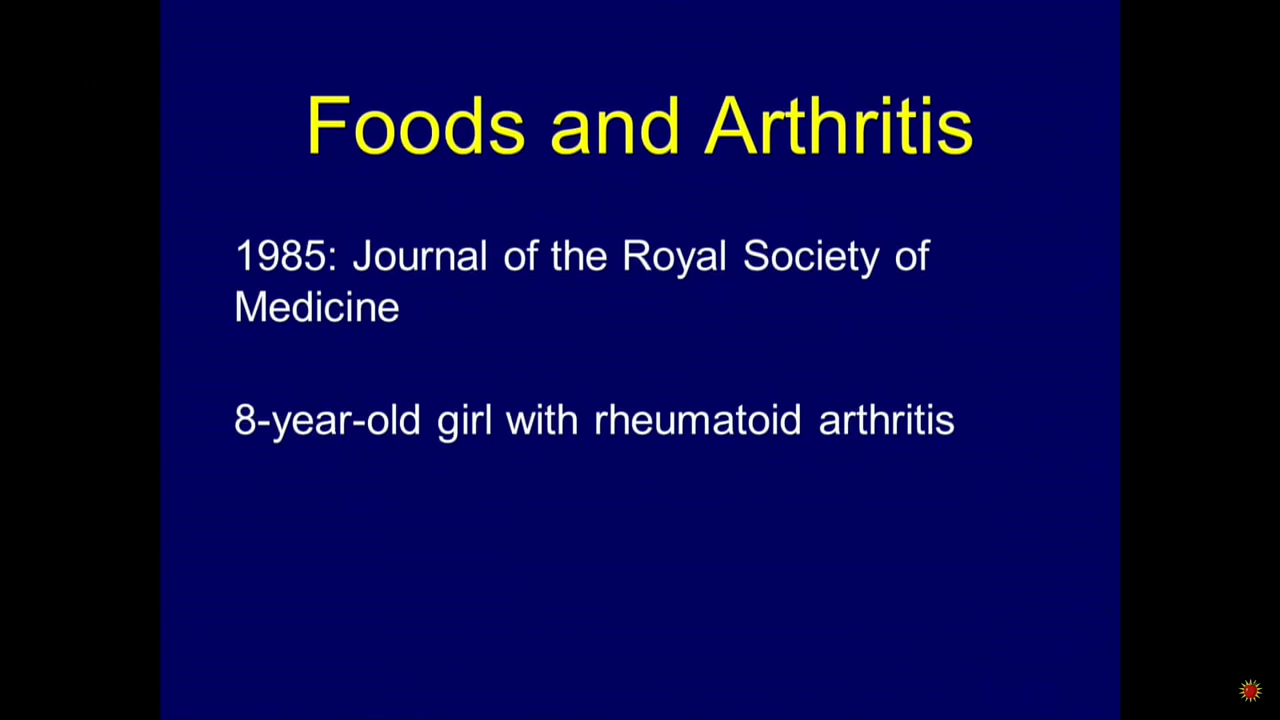 Foods and Arthritis
1985: Journal of the Royal Society of
Medicine
8-year-old girl with rheumatoid arthritis